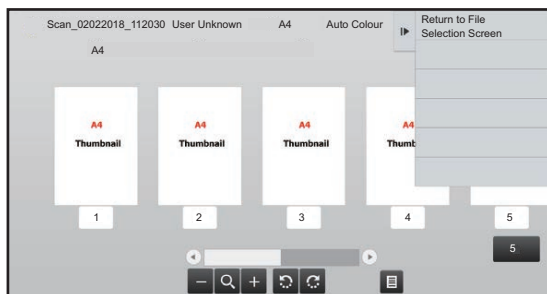 Scan_02022018_112030 User Unknown A4 Auto Colour
A4
Return to File
Selection Screen
A4
Thumbnail
A4
Thumbnail
A4
Thumbnail
A4
Thumb
1
2
3
4
5
5